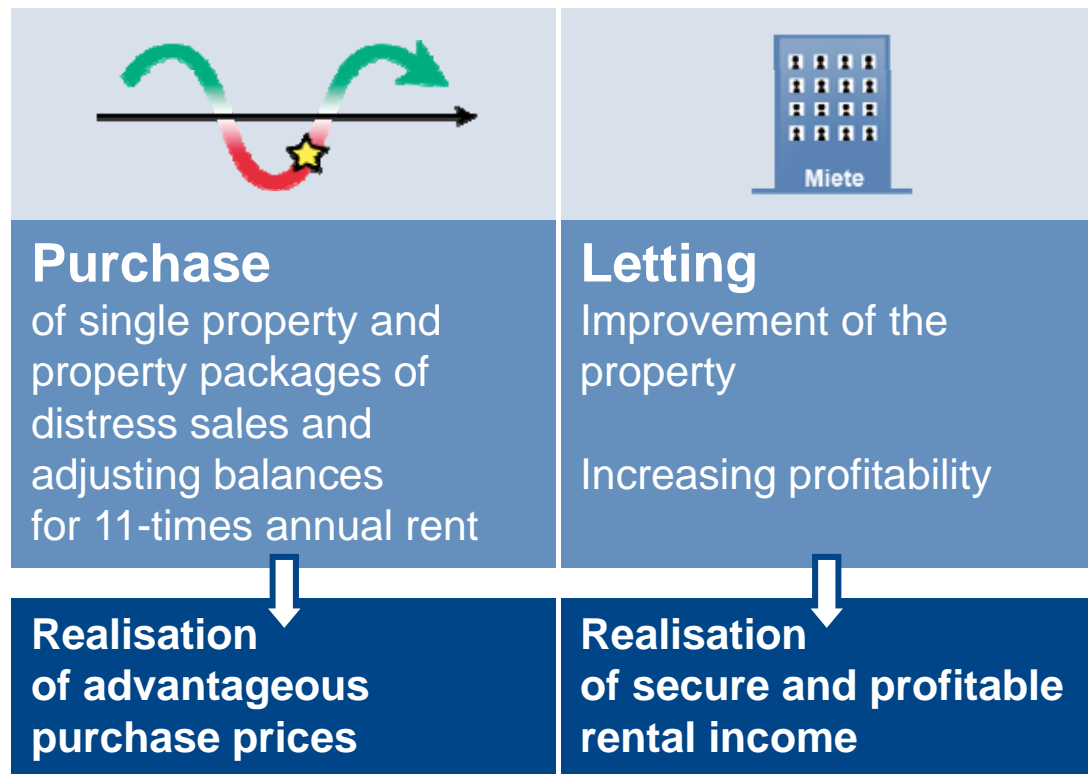 Miete
Purchase
of single property and
property packages of
distress sales and
adjusting balances
for 11-times annual rent
Letting
Improvement of the
property
Increasing profitability
Realisation
of advantageous
purchase prices
Realisation
of secure and profitable
rental income